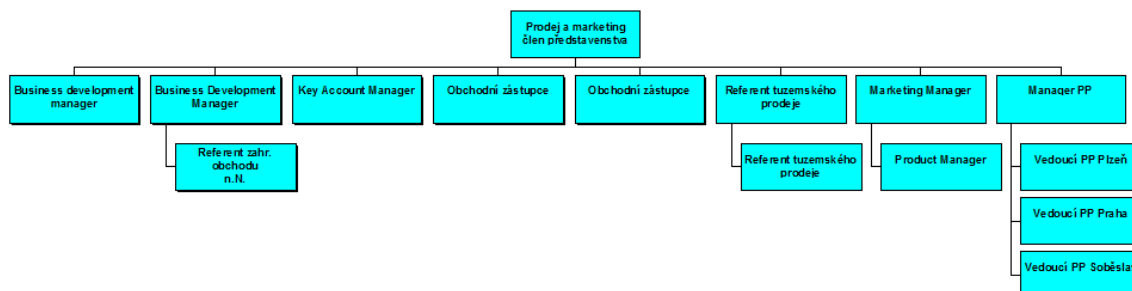 Prodej a marketing
člen představenstva
Business development
manager
Business Development
Manager
Key Account Manager
Obchodní zástupce
Obchodní zástupce
Referent tuzemského
prodeje
Marketing Manager
Manager PP
Referent zahr.
obchodu
n.N.
Referent tuzemského
prodeje
Product Manager
Vedoucí PP Plzeň
Vedoucí PP Praha
Vedoucí PP Soběslav